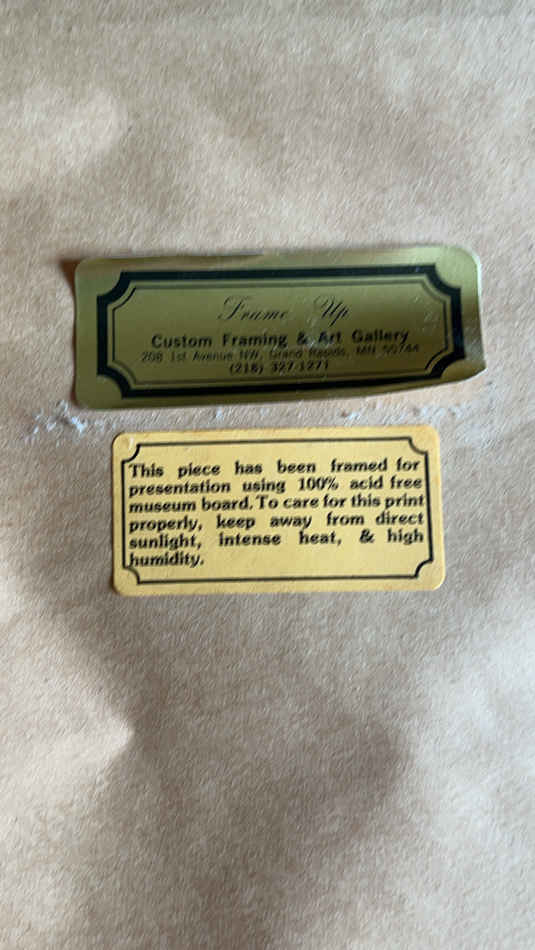 Frame Up
Custom Framing & Art Gallery
208 1st Avenue NW, Grand Rapids, MN 55744
(218) 327-1271
This piece has been framed for
presentation using 100% acid free
museum board. To care for this print
properly, keep away from direct
sunlight, intense heat, & high
humidity.